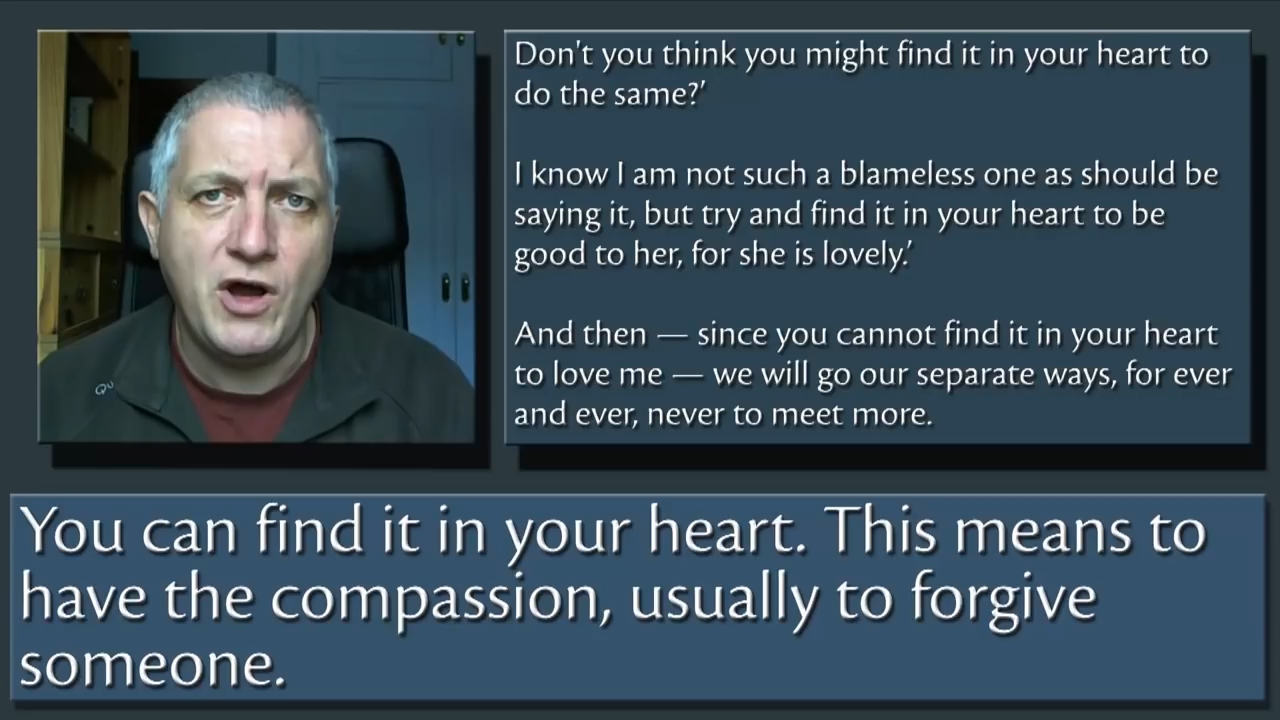 Don't you think you might find it in your heart to
do the same?’
I know I am not such a blameless one as should be
saying it, but try and find it in your heart to be
good to her, for she is lovely.’
And then — since you cannot find it in your heart
to love me — we will go our separate ways, for ever
and ever, never to meet more.
Qu
You can find it in your heart. This means to
have the compassion, usually to forgive
someone.